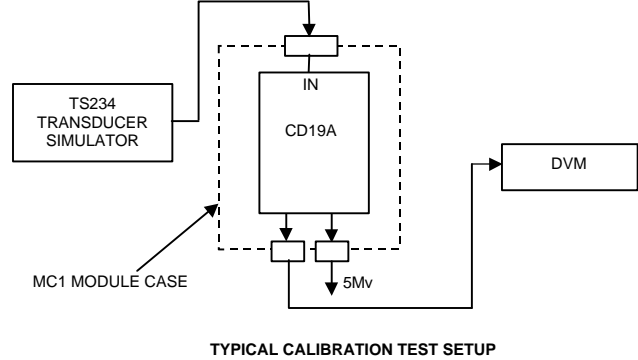 IN
TS234
TRANSDUCER
SIMULATOR
CD19A
DVM
MC1 MODULE CASE
5Mv
TYPICAL CALIBRATION TEST SETUP